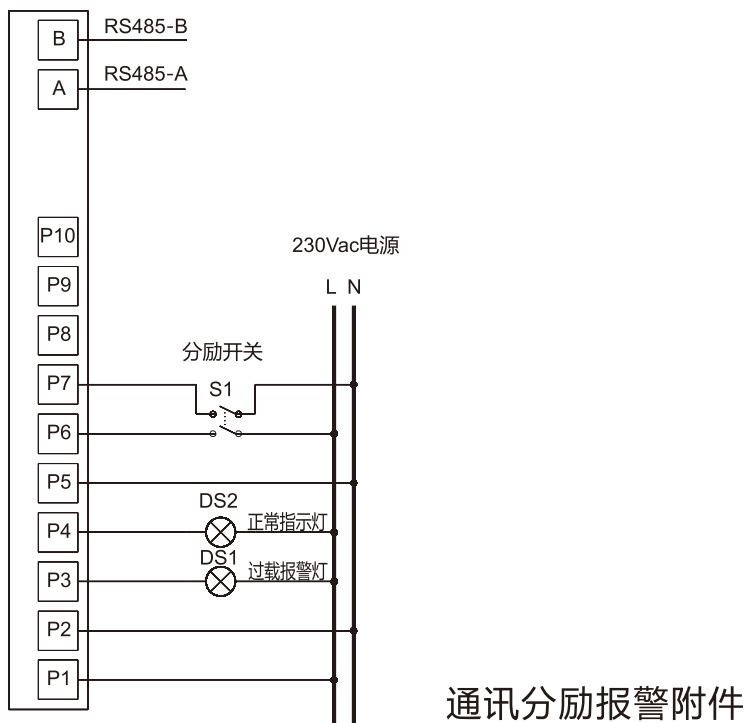 B RS485-B
A RS485-A
P10
230Vac电源
P9
L N
P8
分励开关
P7
S1
P6
P5
DS2
正常指示灯
P4
DS1
过载报警灯
P3
P2
P1
通讯分励报警附件